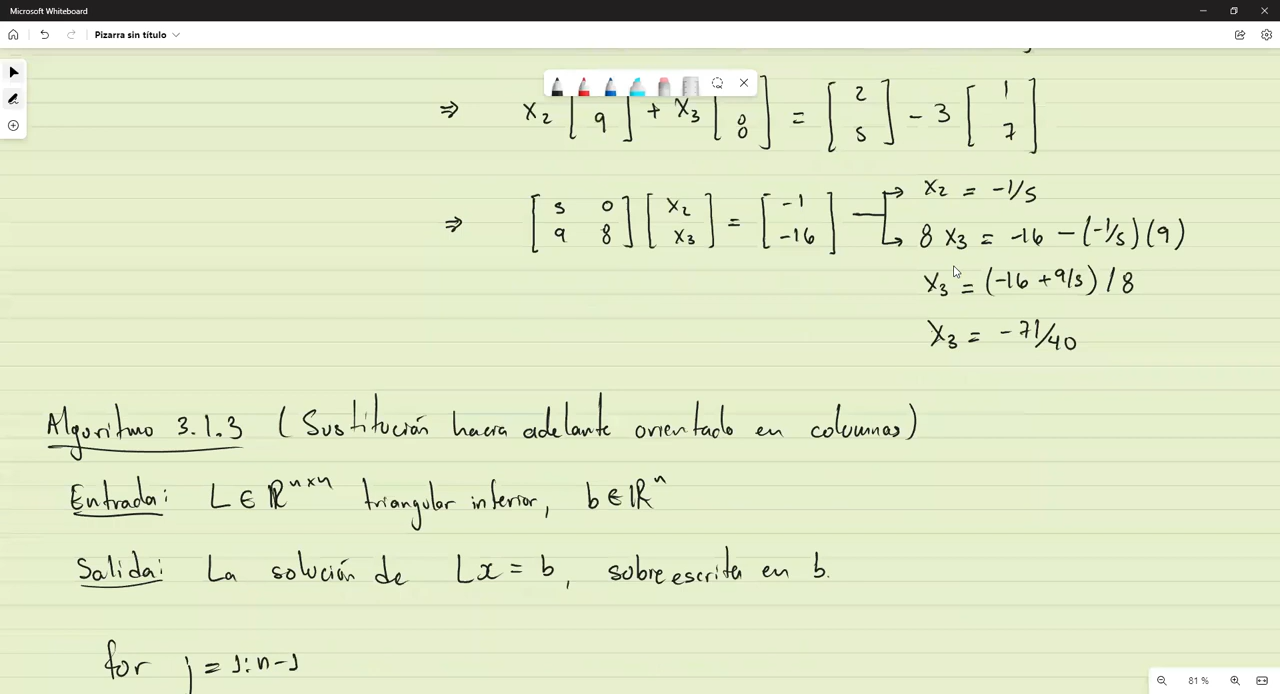 Microsoft Whiteboard
Pizarra sin título
⇒ x2 [ 9 ] + x3 [ 0 8 ] = [ 2 5 ] - 3 [ 1 7 ]
⇒ [ 5 0 9 8 ] [ x2 x3 ] = [ -1 -16 ] → x2 = -1/5
8 x3 = -16 - (-1/5)(9)
x3 = (-16 + 9/5) / 8
x3 = -71/40
Algoritmo 3.1.3 (Sustitución hacia adelante orientado en columnas)
Entrada: L ∈ ℝ^{n×n} triangular inferior, b ∈ ℝ^n
Salida: La solución de Lx = b, sobreescrita en b.
for j = 1:n-1
81 %